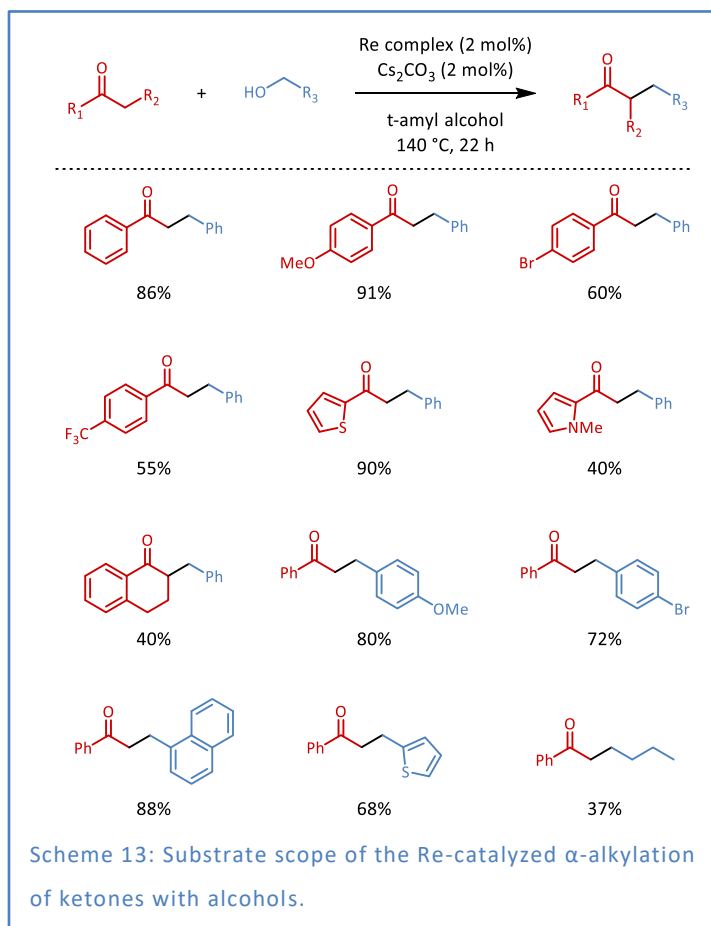 Re complex (2 mol%)
Cs2CO3 (2 mol%)
O R1 R2 + HO R3 O R1 R2 R3
t-amyl alcohol
140 °C, 22 h
O Ph O MeO Ph O Br Ph
86% 91% 60%
O F3C Ph O S Ph O NMe Ph
55% 90% 40%
O Ph O Ph OMe O Ph Br
40% 80% 72%
O Ph O Ph S O Ph
88% 68% 37%
Scheme 13: Substrate scope of the Re-catalyzed α-alkylation
of ketones with alcohols.